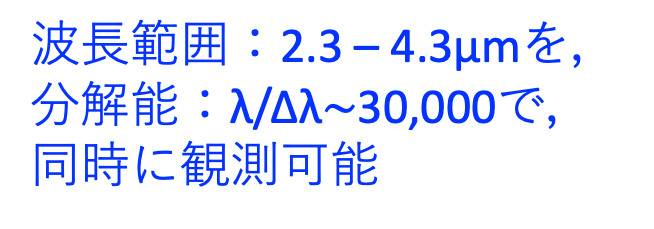 波長範囲：2.3 – 4.3μmを,
分解能：λ/Δλ~30,000で,
同時に観測可能